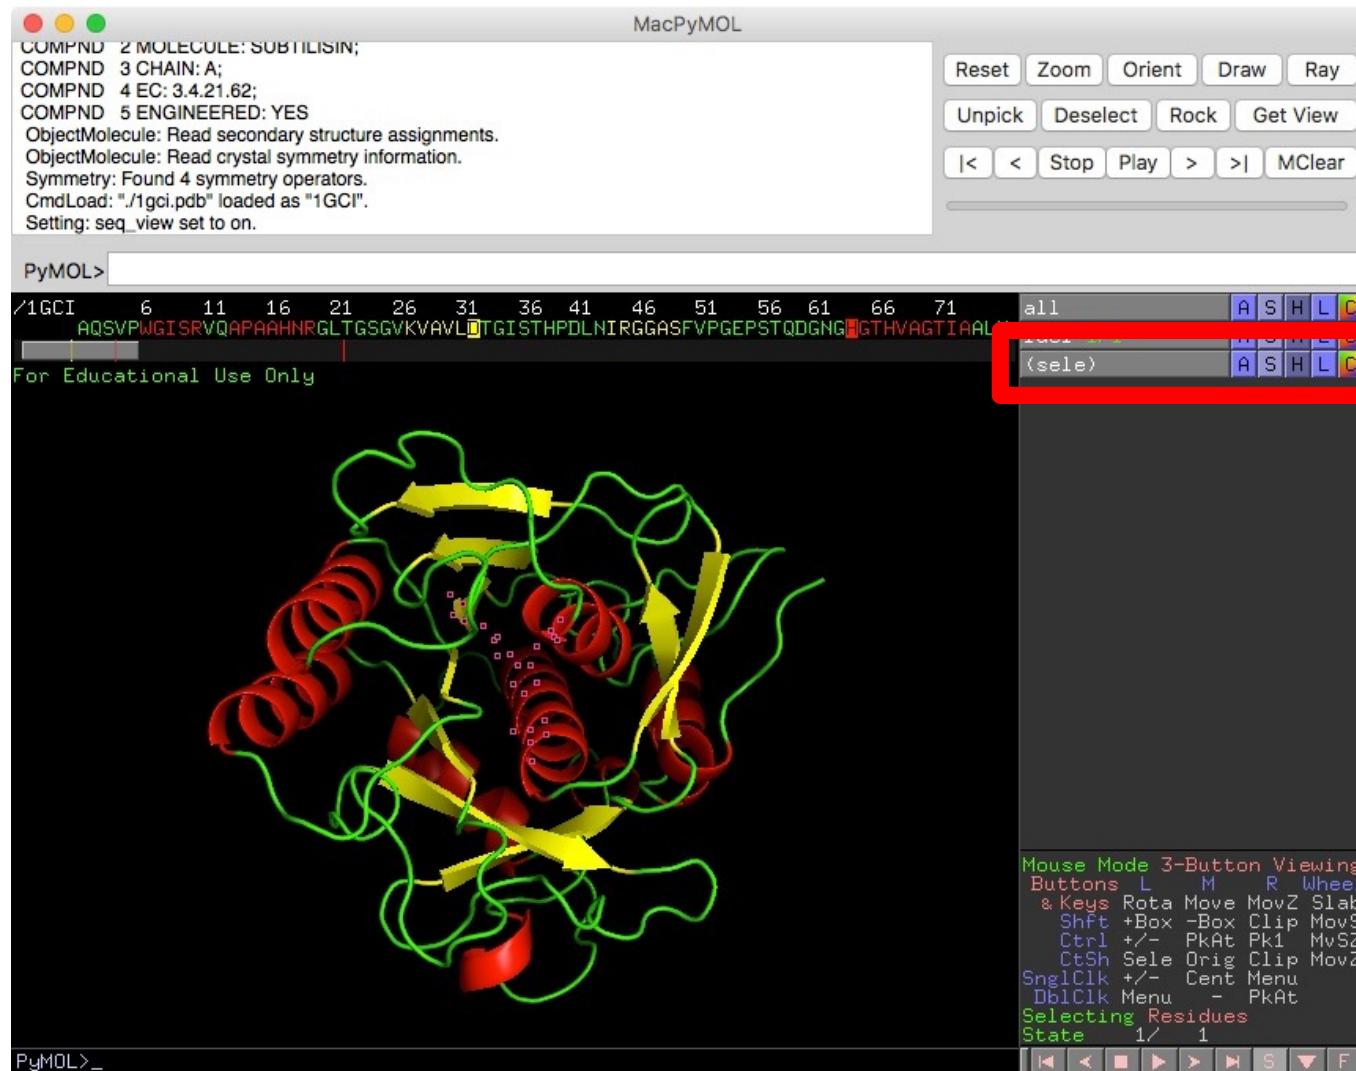 MacPyMOL
COMPND 2 MOLECULE: SUBTILISIN;
COMPND 3 CHAIN: A;
COMPND 4 EC: 3.4.21.62;
COMPND 5 ENGINEERED: YES
ObjectMolecule: Read secondary structure assignments.
ObjectMolecule: Read crystal symmetry information.
Symmetry: Found 4 symmetry operators.
CmdLoad: "./1gci.pdb" loaded as "1GCI".
Setting: seq_view set to on.
Reset Zoom Orient Draw Ray
Unpick Deselect Rock Get View
|< < Stop Play > >| MClear
PyMOL>
/1GCI 6 11 16 21 26 31 36 41 46 51 56 61 66 71
AQSVPWGISRVQAPAAHNRGLTGSGVKVAVLDTGISTHPDLNIRGGASFVPGEPSTQDGNGHGTHVAGTIAAL
all A S H L C
(sele) A S H L C
For Educational Use Only
Mouse Mode 3-Button Viewing
Buttons L M R Whee
& Keys Rota Move MovZ Slab
Shft +Box -Box Clip MovS
Ctrl +/- PkAt Pk1 MvSZ
CtSh Sele Orig Clip MovZ
SnglClk +/- Cent Menu
DblClk Menu - PkAt
Selecting Residues
State 1/ 1
PyMOL>_
S F